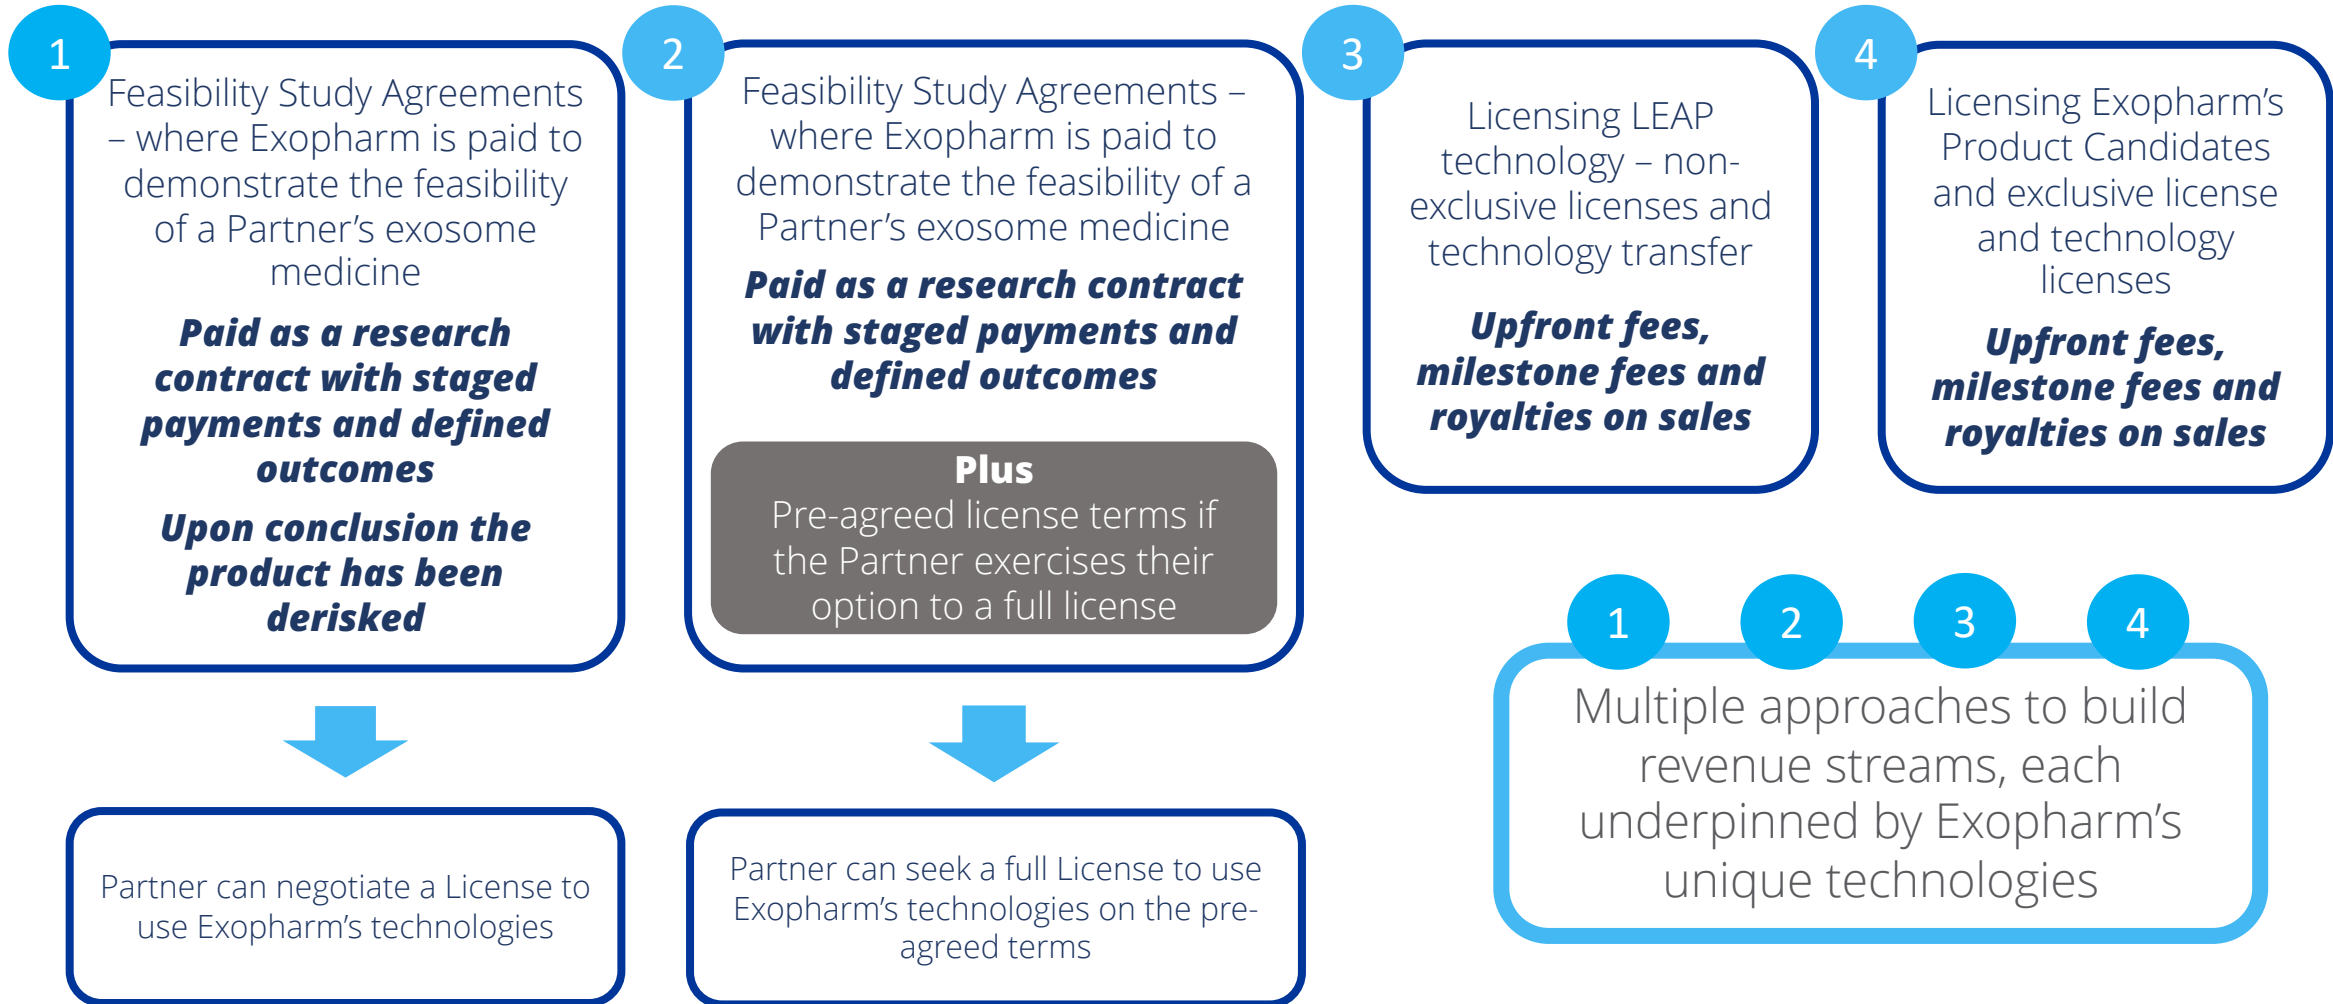 1
Feasibility Study Agreements
– where Exopharm is paid to
demonstrate the feasibility
of a Partner’s exosome
medicine
Paid as a research
contract with staged
payments and defined
outcomes
Upon conclusion the
product has been
derisked
Partner can negotiate a License to
use Exopharm’s technologies
2
Feasibility Study Agreements –
where Exopharm is paid to
demonstrate the feasibility of a
Partner’s exosome medicine
Paid as a research contract
with staged payments and
defined outcomes
Plus
Pre-agreed license terms if
the Partner exercises their
option to a full license
Partner can seek a full License to use
Exopharm’s technologies on the pre-
agreed terms
3
Licensing LEAP
technology – non-
exclusive licenses and
technology transfer
Upfront fees,
milestone fees and
royalties on sales
4
Licensing Exopharm’s
Product Candidates
and exclusive license
and technology
licenses
Upfront fees,
milestone fees and
royalties on sales
1 2 3 4
Multiple approaches to build
revenue streams, each
underpinned by Exopharm’s
unique technologies